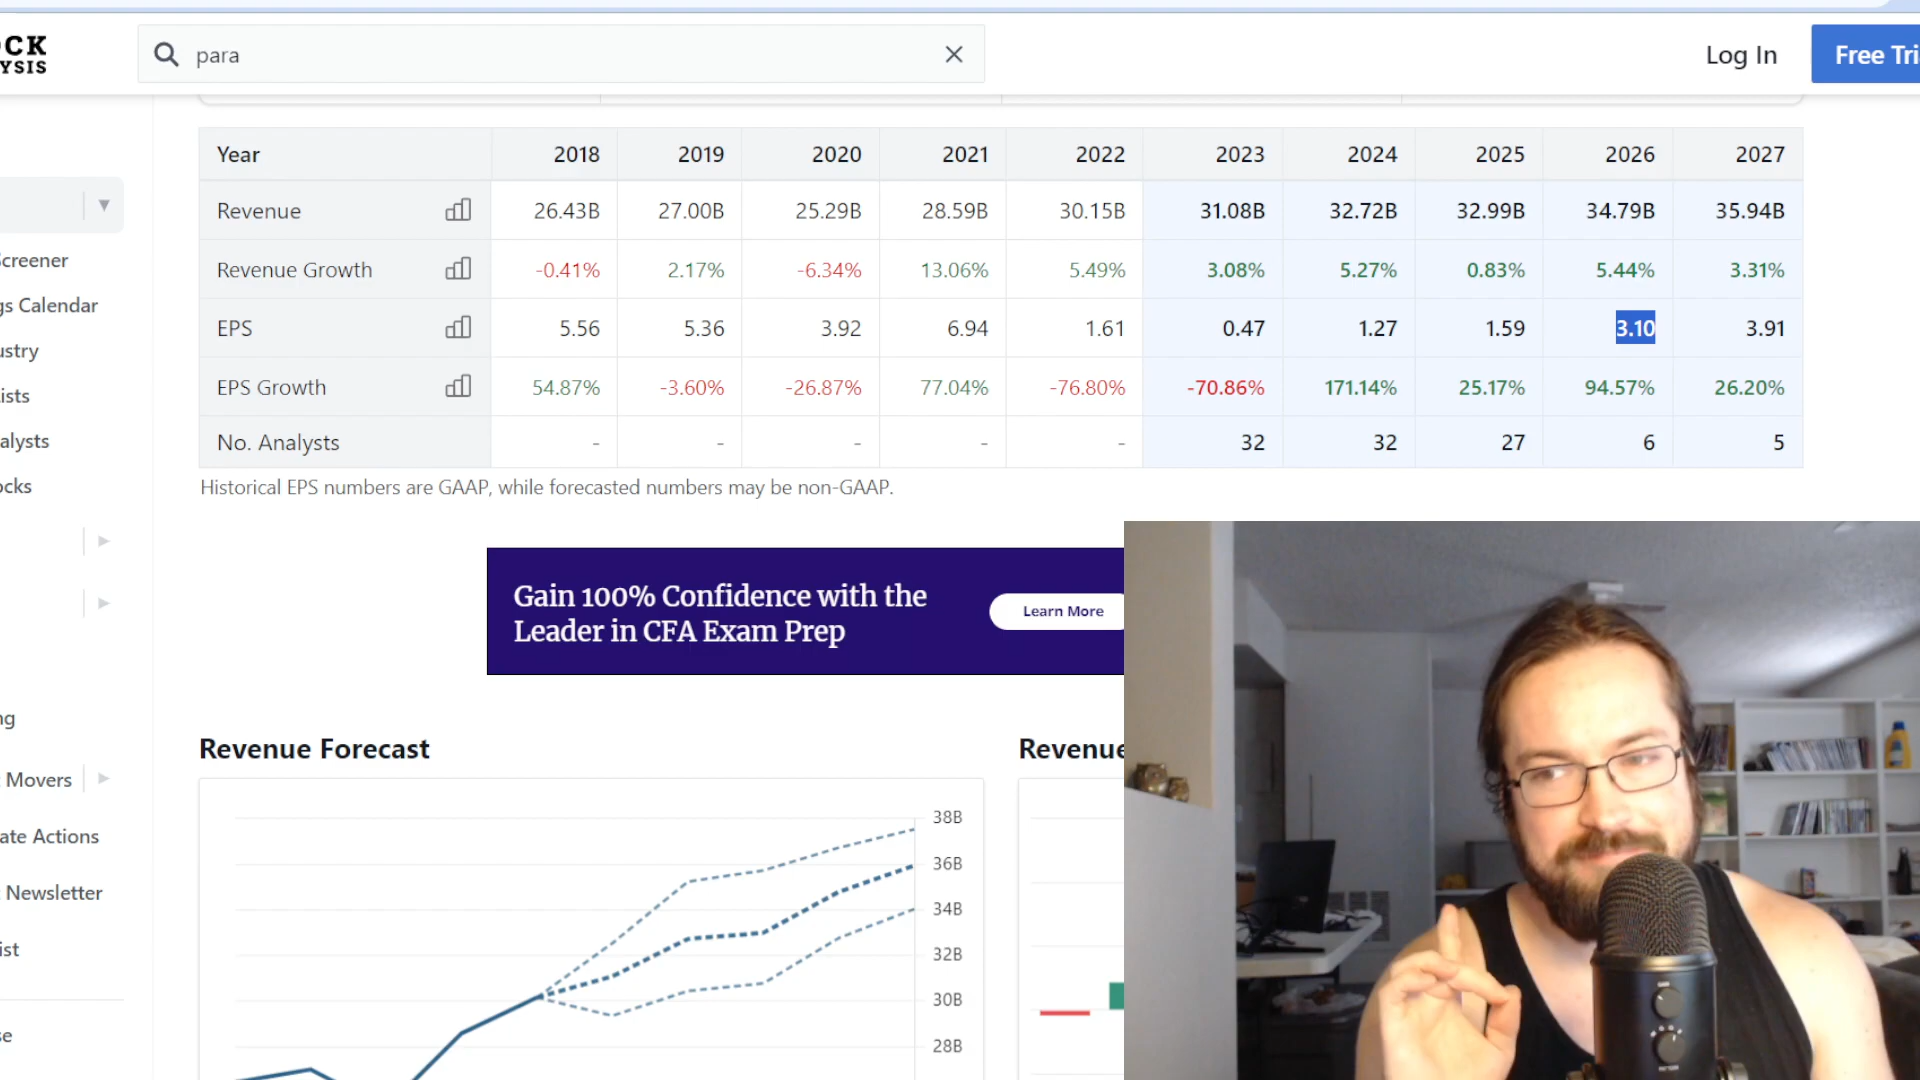 OCK
YSIS
para
Log In
Free Tri
Year 2018 2019 2020 2021 2022 2023 2024 2025 2026 2027
Revenue 26.43B 27.00B 25.29B 28.59B 30.15B 31.08B 32.72B 32.99B 34.79B 35.94B
Revenue Growth -0.41% 2.17% -6.34% 13.06% 5.49% 3.08% 5.27% 0.83% 5.44% 3.31%
EPS 5.56 5.36 3.92 6.94 1.61 0.47 1.27 1.59 3.10 3.91
EPS Growth 54.87% -3.60% -26.87% 77.04% -76.80% -70.86% 171.14% 25.17% 94.57% 26.20%
No. Analysts - - - - - 32 32 27 6 5
Historical EPS numbers are GAAP, while forecasted numbers may be non-GAAP.
Screener
gs Calendar
ustry
ists
alysts
ocks
ng
t Movers
ate Actions
t Newsletter
ist
se
Gain 100% Confidence with the
Leader in CFA Exam Prep
Learn More
Revenue Forecast
38B
36B
34B
32B
30B
28B
Revenue